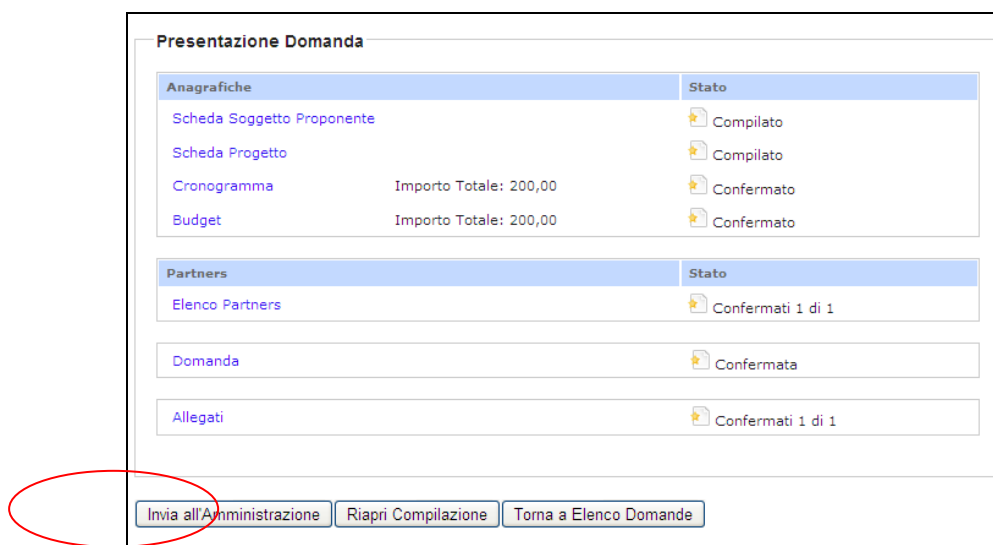 Presentazione Domanda
Anagrafiche Stato
Scheda Soggetto Proponente Compilato
Scheda Progetto Compilato
Cronogramma Importo Totale: 200,00 Confermato
Budget Importo Totale: 200,00 Confermato
Partners Stato
Elenco Partners Confermati 1 di 1
Domanda Confermata
Allegati Confermati 1 di 1
Invia all'Amministrazione Riapri Compilazione Torna a Elenco Domande